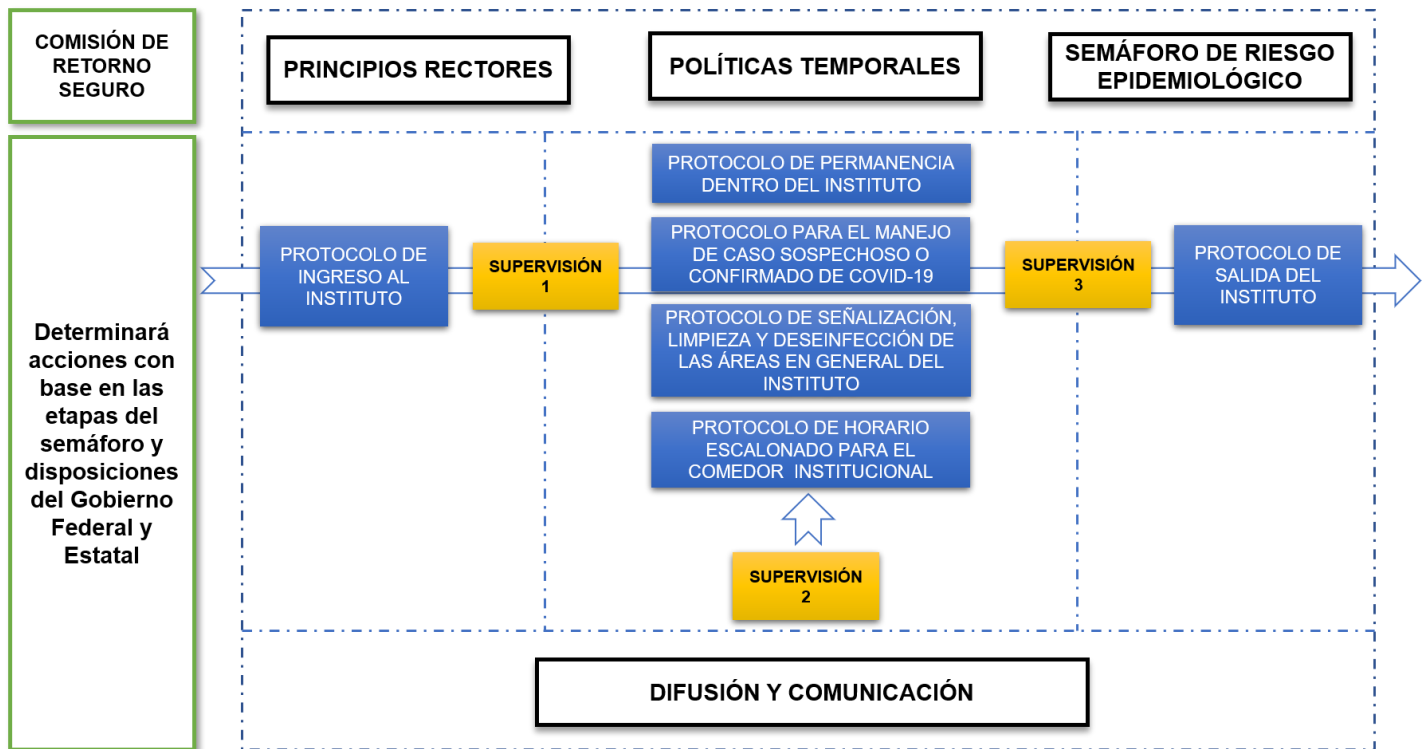 COMISIÓN DE
RETORNO
SEGURO
PRINCIPIOS RECTORES
POLÍTICAS TEMPORALES
SEMÁFORO DE RIESGO
EPIDEMIOLÓGICO
Determinará
acciones con
base en las
etapas del
semáforo y
disposiciones
del Gobierno
Federal y
Estatal
PROTOCOLO DE
INGRESO AL
INSTITUTO
SUPERVISIÓN
1
PROTOCOLO DE PERMANENCIA
DENTRO DEL INSTITUTO
PROTOCOLO PARA EL MANEJO
DE CASO SOSPECHOSO O
CONFIRMADO DE COVID-19
PROTOCOLO DE SEÑALIZACIÓN,
LIMPIEZA Y DESEINFECCIÓN DE
LAS ÁREAS EN GENERAL DEL
INSTITUTO
PROTOCOLO DE HORARIO
ESCALONADO PARA EL
COMEDOR INSTITUCIONAL
SUPERVISIÓN
2
SUPERVISIÓN
3
PROTOCOLO DE
SALIDA DEL
INSTITUTO
DIFUSIÓN Y COMUNICACIÓN